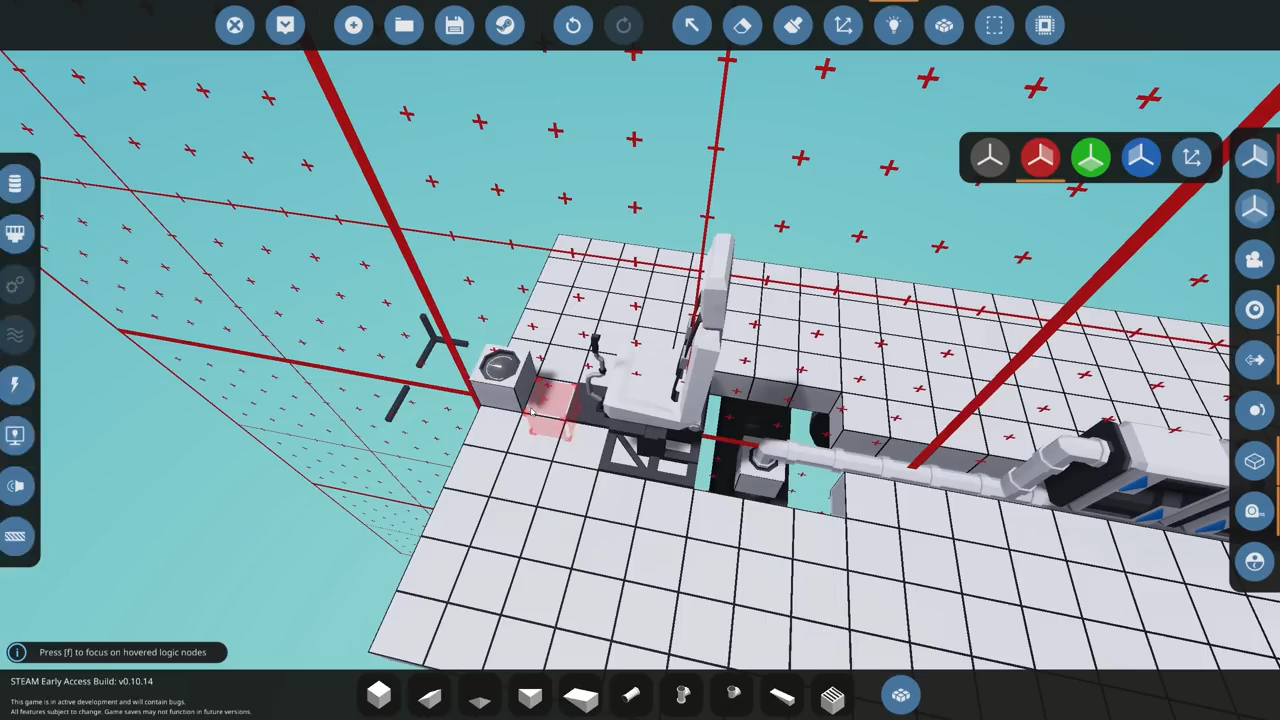 Press [f] to focus on hovered logic nodes
STEAM Early Access Build: v0.10.14
This game is in active development and will contain bugs.
All features subject to change. Game saves may not function in future versions.